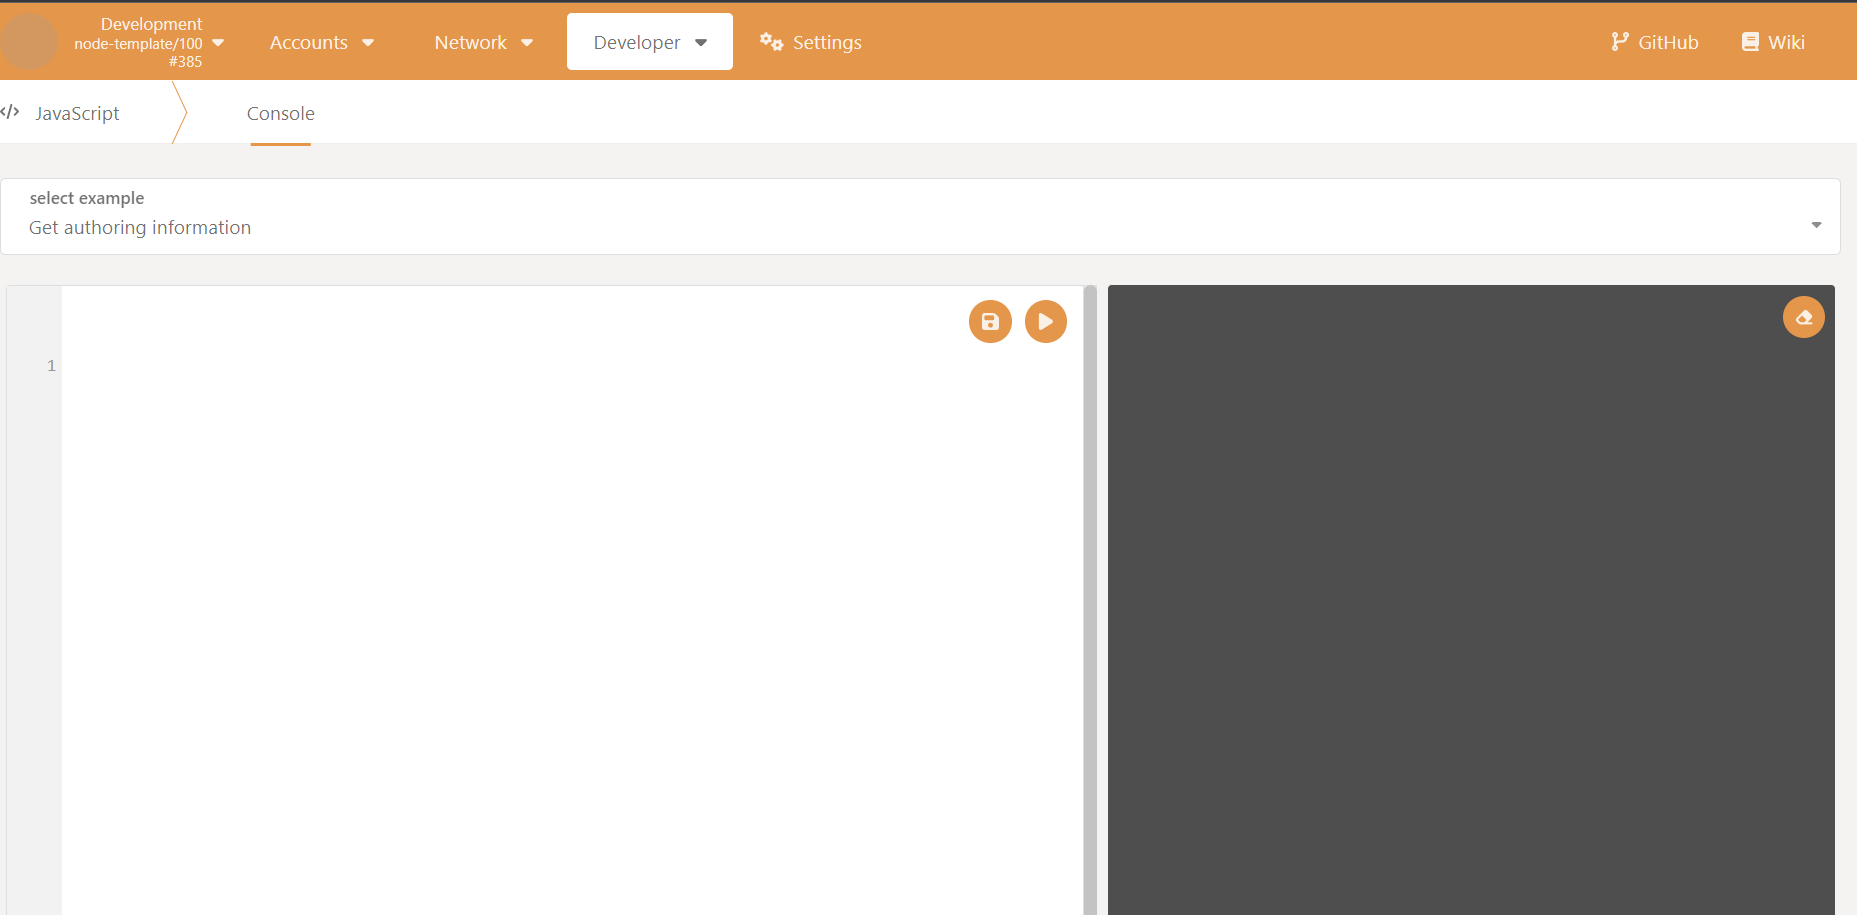 Development
node-template/100
#385
Accounts
Network
Developer
Settings
GitHub
Wiki
JavaScript
Console
select example
Get authoring information
1